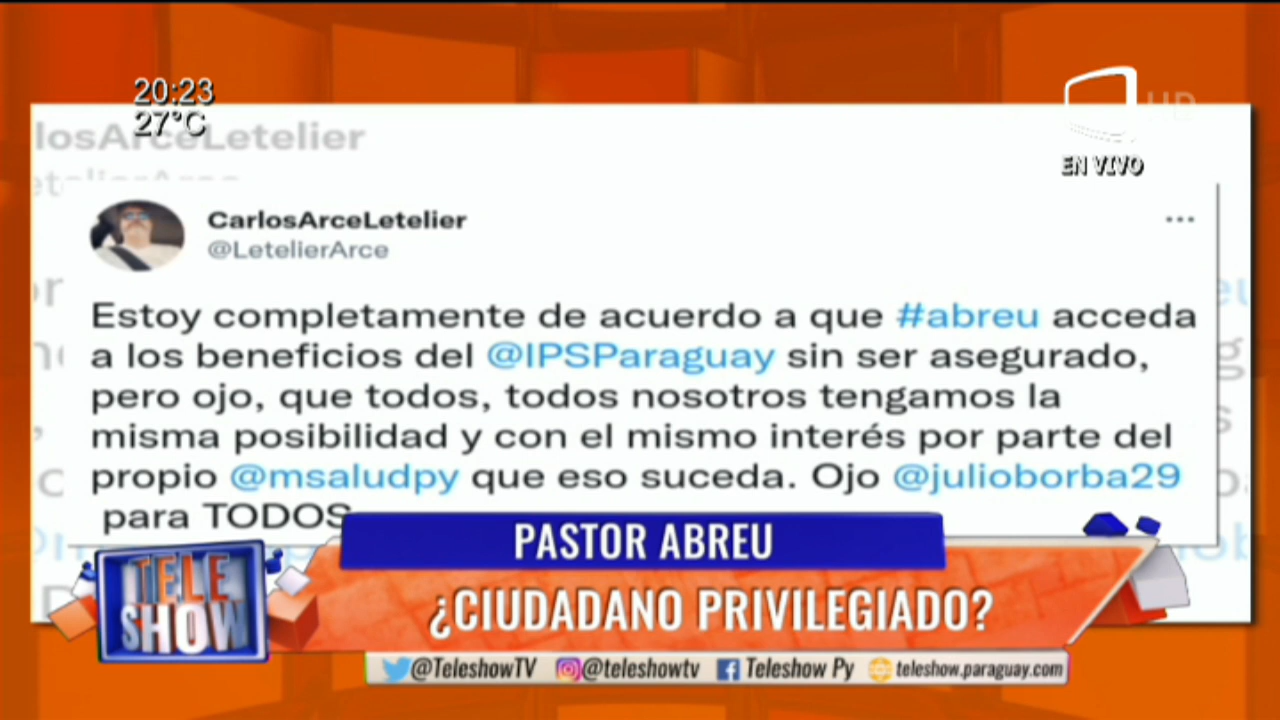 20:23
27°C
HD
EN VIVO
losArceLetelier
etelierArce
CarlosArceLetelier
@LetelierArce
Estoy completamente de acuerdo a que #abreu acceda
a los beneficios del @IPSParaguay sin ser asegurado,
pero ojo, que todos, todos nosotros tengamos la
misma posibilidad y con el mismo interés por parte del
propio @msaludpy que eso suceda. Ojo @julioborba29
para TODOS
PASTOR ABREU
TELE
SHOW
¿CIUDADANO PRIVILEGIADO?
@TeleshowTV @teleshowtv Teleshow Py teleshow.paraguay.com